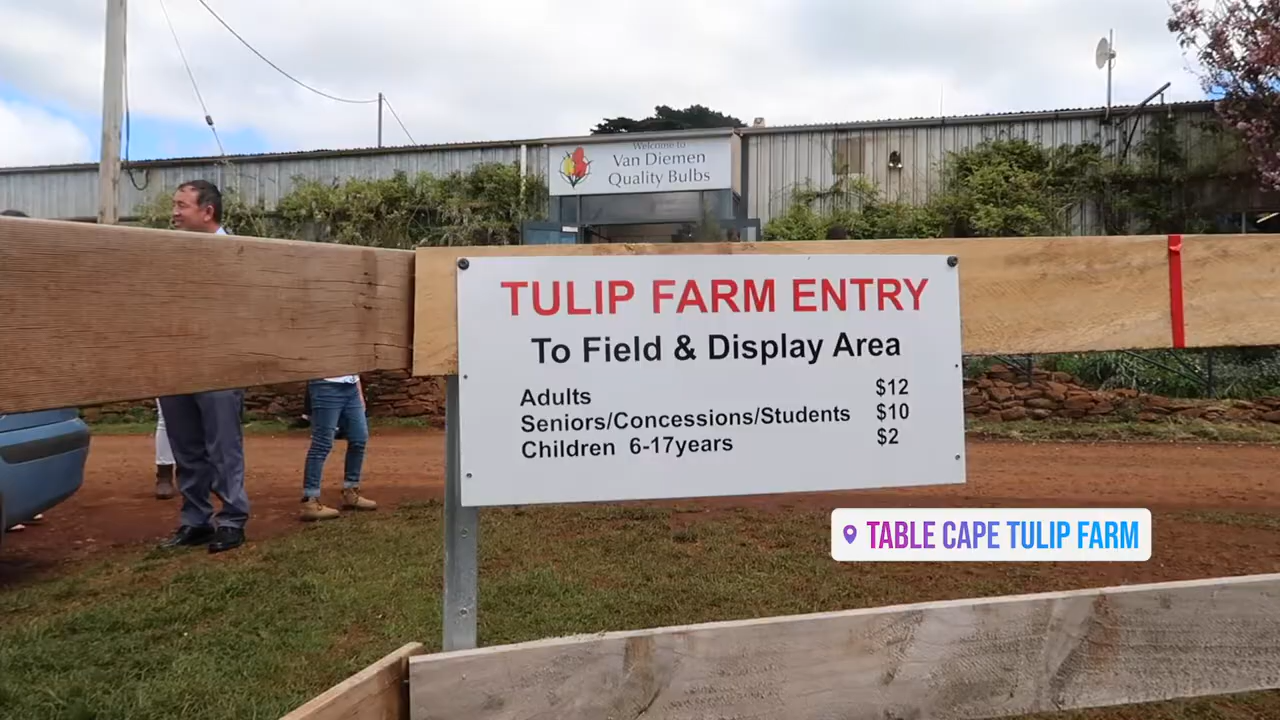 Welcome to
Van Diemen
Quality Bulbs
TULIP FARM ENTRY
To Field & Display Area
Adults $12
Seniors/Concessions/Students $10
Children 6-17years $2
TABLE CAPE TULIP FARM